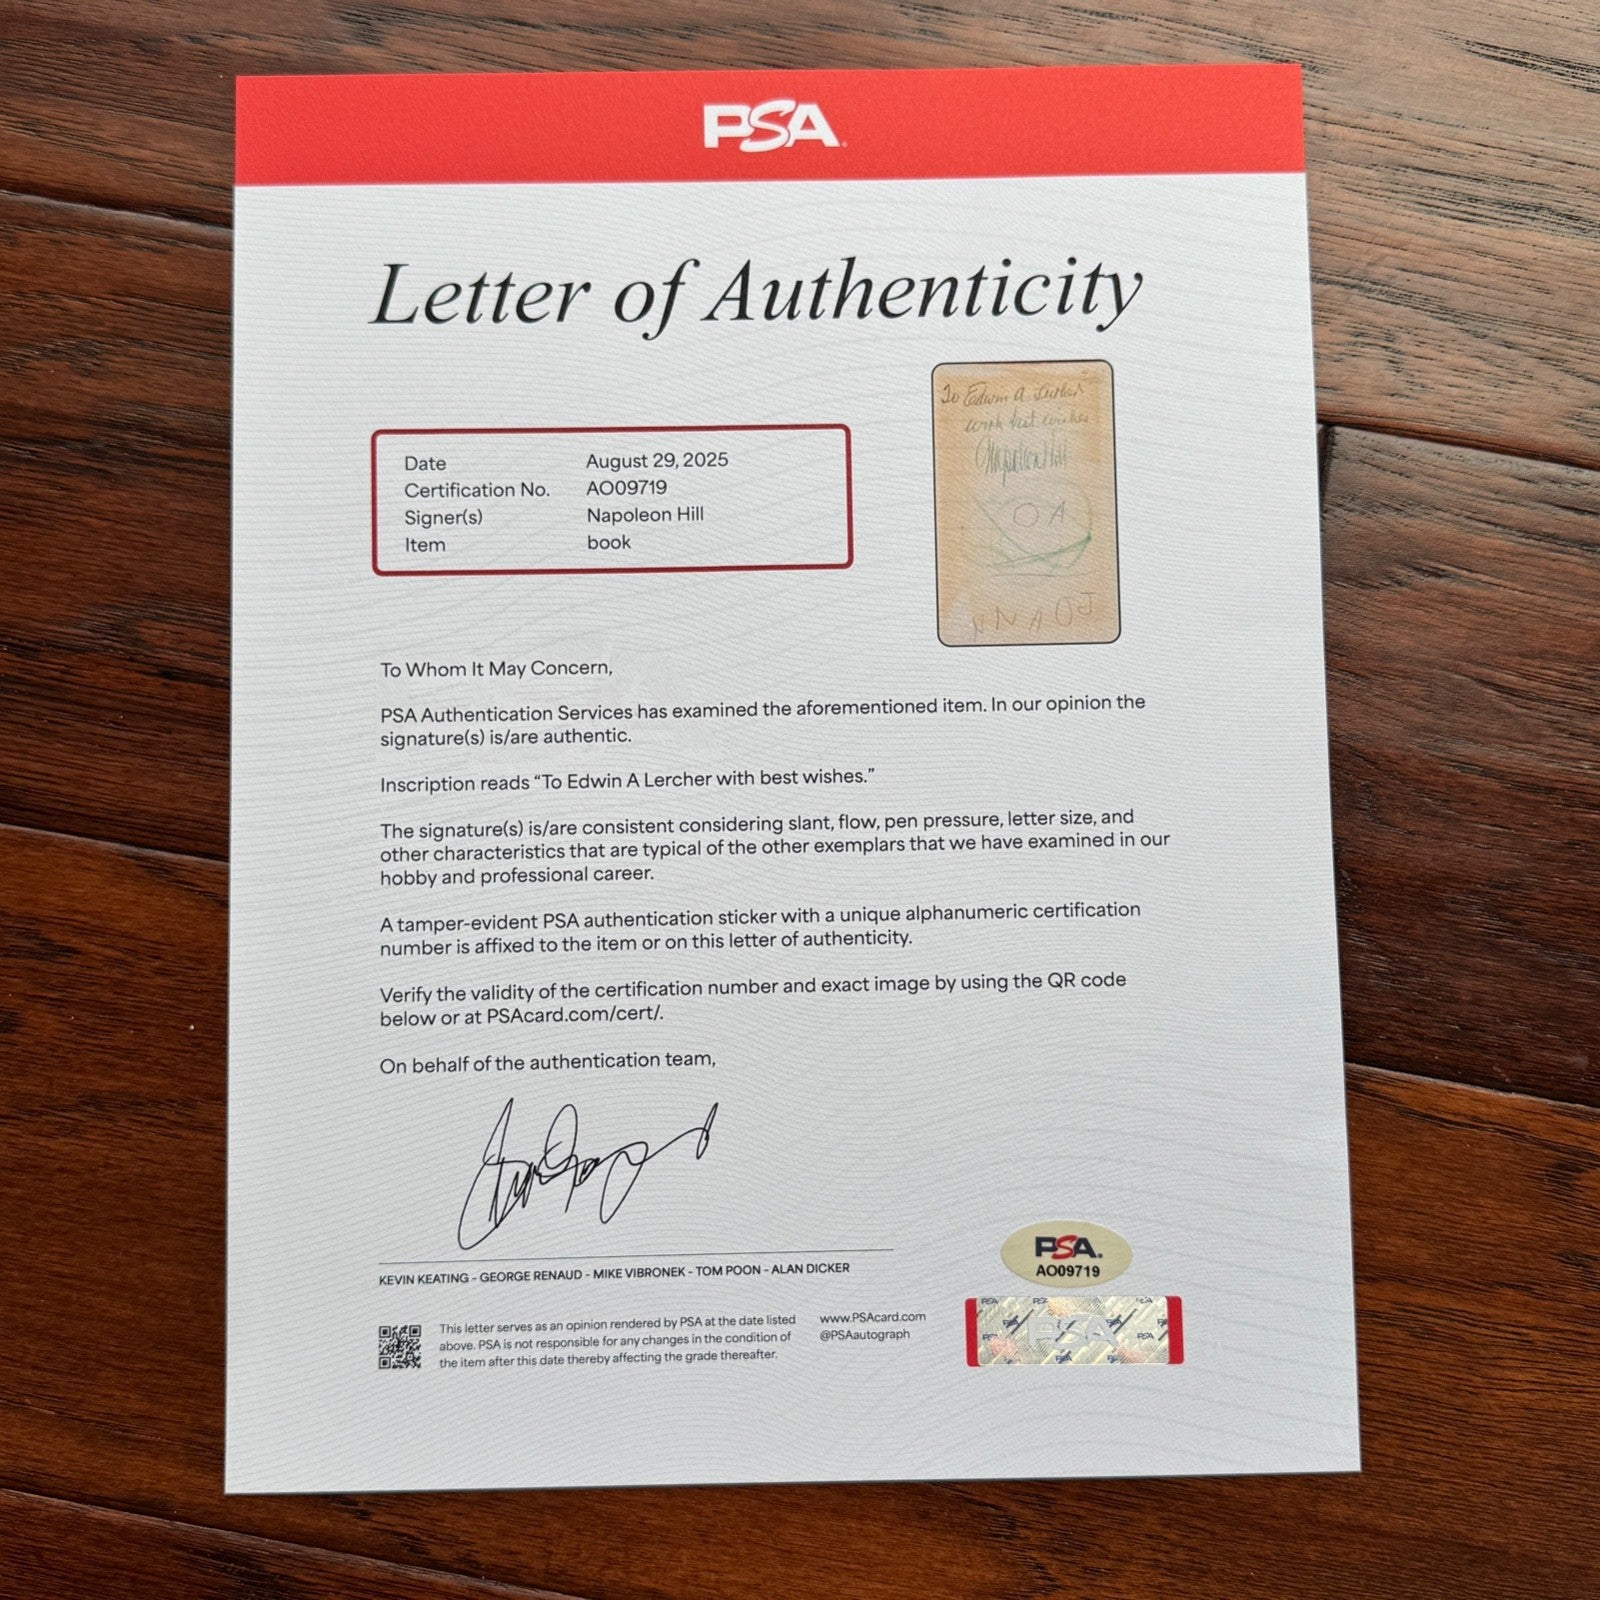 PSA
Letter of Authenticity
To Edwin A. Lercher
with best wishes
Napoleon Hill
O A
Date August 29, 2025
Certification No. AO09719
Signer(s) Napoleon Hill
Item book
To Whom It May Concern,
PSA Authentication Services has examined the aforementioned item. In our opinion the
signature(s) is/are authentic.
Inscription reads “To Edwin A Lercher with best wishes.”
The signature(s) is/are consistent considering slant, flow, pen pressure, letter size, and
other characteristics that are typical of the other exemplars that we have examined in our
hobby and professional career.
A tamper-evident PSA authentication sticker with a unique alphanumeric certification
number is affixed to the item or on this letter of authenticity.
Verify the validity of the certification number and exact image by using the QR code
below or at PSAcard.com/cert/.
On behalf of the authentication team,
KEVIN KEATING - GEORGE RENAUD - MIKE VIBRONEK - TOM POON - ALAN DICKER
This letter serves as an opinion rendered by PSA at the date listed
above. PSA is not responsible for any changes in the condition of
the item after this date thereby affecting the grade thereafter.
www.PSAcard.com
@PSAautograph
PSA.
AO09719
PSA